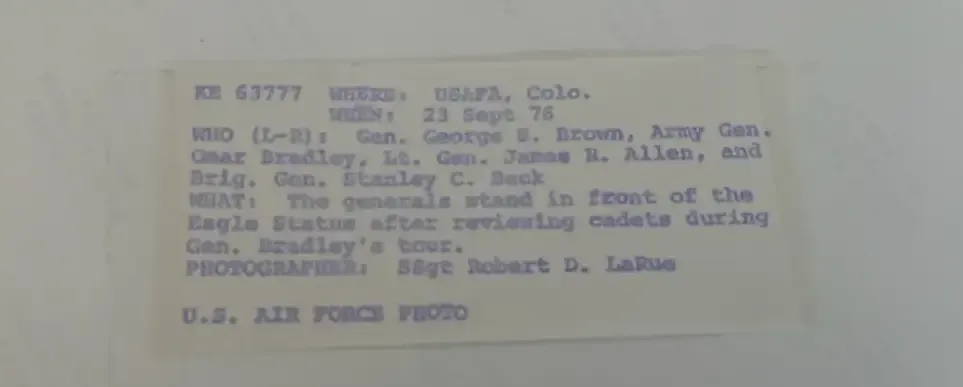 KE 63777 WHERE: USAFA, Colo.
WHEN: 23 Sept 76
WHO (L-R): Gen. George S. Brown, Army Gen.
Omar Bradley, Lt. Gen. James R. Allen, and
Brig. Gen. Stanley C. Beck
WHAT: The generals stand in front of the
Eagle Statue after reviewing cadets during
Gen. Bradley's tour.
PHOTOGRAPHER: SSgt Robert D. LaRue
U.S. AIR FORCE PHOTO